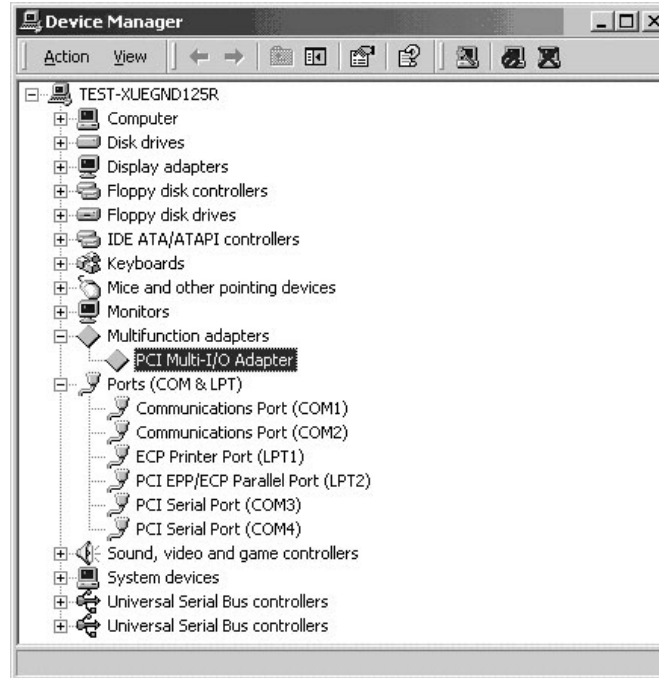 Device Manager
Action View
TEST-XUEGND125R
Computer
Disk drives
Display adapters
Floppy disk controllers
Floppy disk drives
IDE ATA/ATAPI controllers
Keyboards
Mice and other pointing devices
Monitors
Multifunction adapters
PCI Multi-I/O Adapter
Ports (COM & LPT)
Communications Port (COM1)
Communications Port (COM2)
ECP Printer Port (LPT1)
PCI EPP/ECP Parallel Port (LPT2)
PCI Serial Port (COM3)
PCI Serial Port (COM4)
Sound, video and game controllers
System devices
Universal Serial Bus controllers
Universal Serial Bus controllers